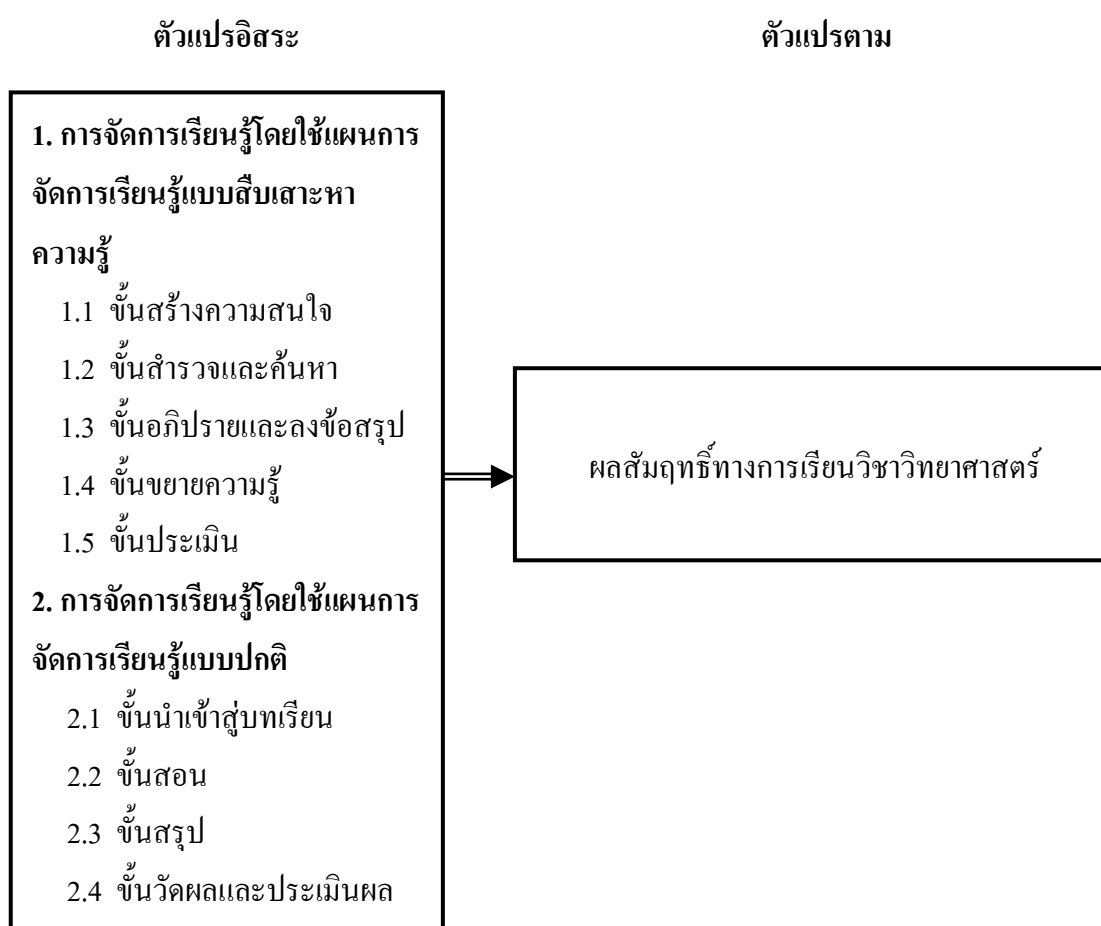 ตัวแปรอิสระ
ตัวแปรตาม
1. การจัดการเรียนรู้โดยใช้แผนการ
จัดการเรียนรู้แบบสืบเสาะหา
ความรู้
1.1 ขั้นสร้างความสนใจ
1.2 ขั้นสำรวจและค้นหา
1.3 ขั้นอภิปรายและลงข้อสรุป
1.4 ขั้นขยายความรู้
1.5 ขั้นประเมิน
2. การจัดการเรียนรู้โดยใช้แผนการ
จัดการเรียนรู้แบบปกติ
2.1 ขั้นนำเข้าสู่บทเรียน
2.2 ขั้นสอน
2.3 ขั้นสรุป
2.4 ขั้นวัดผลและประเมินผล
ผลสัมฤทธิ์ทางการเรียนวิชาวิทยาศาสตร์